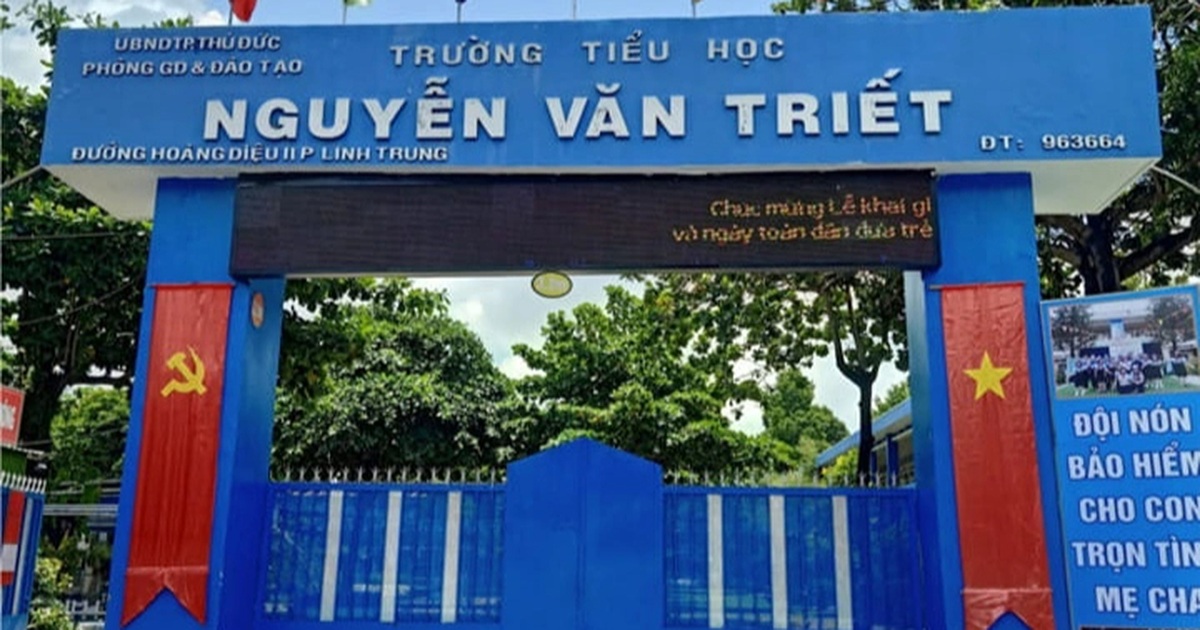 UBNDTP.THỦ ĐỨC
PHÒNG GD & ĐÀO TẠO
TRƯỜNG TIỂU HỌC
NGUYỄN VĂN TRIẾT
ĐƯỜNG HOÀNG DIỆU II P LINH TRUNG
ĐT: 963664
Chúc mừng Lễ khai gi
và ngày toàn dân đưa trẻ
ĐỘI NÓN
BẢO HIỂM
CHO CON
TRỌN TÌN
MẸ CHA